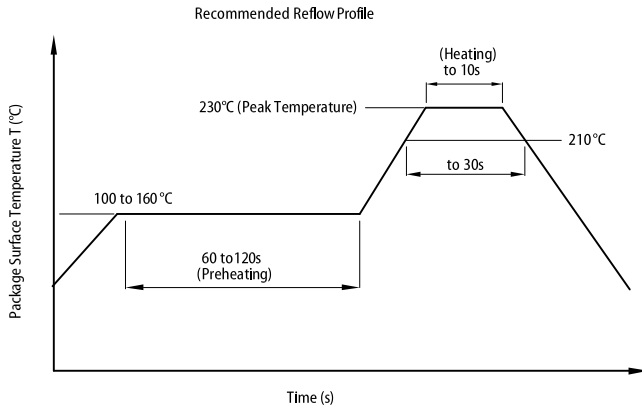 Recommended Reflow Profile
(Heating)
to 10s
230°C (Peak Temperature)
210°C
to 30s
100 to 160°C
60 to120s
(Preheating)
Package Surface Temperature T (°C)
Time (s)